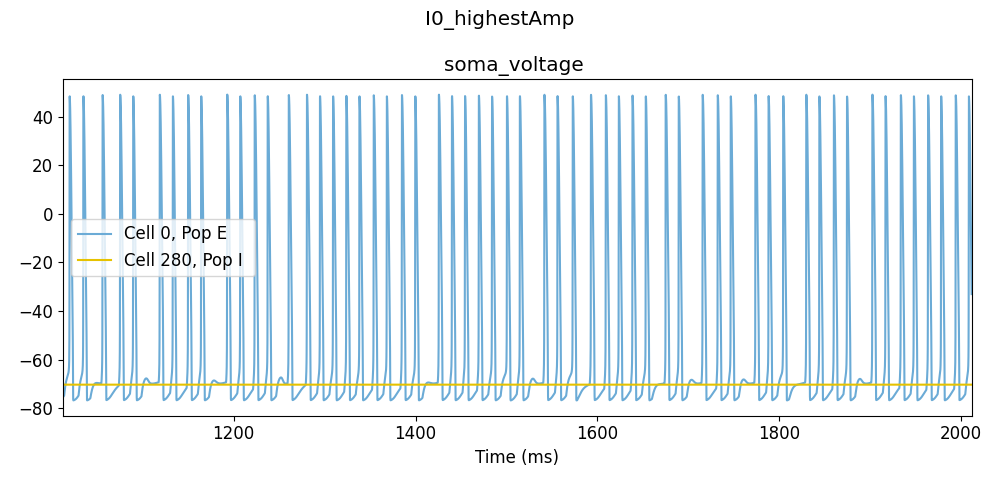 I0_highestAmp
soma_voltage
40
20
0
−20
−40
−60
−80
Cell 0, Pop E
Cell 280, Pop I
1200 1400 1600 1800 2000
Time (ms)